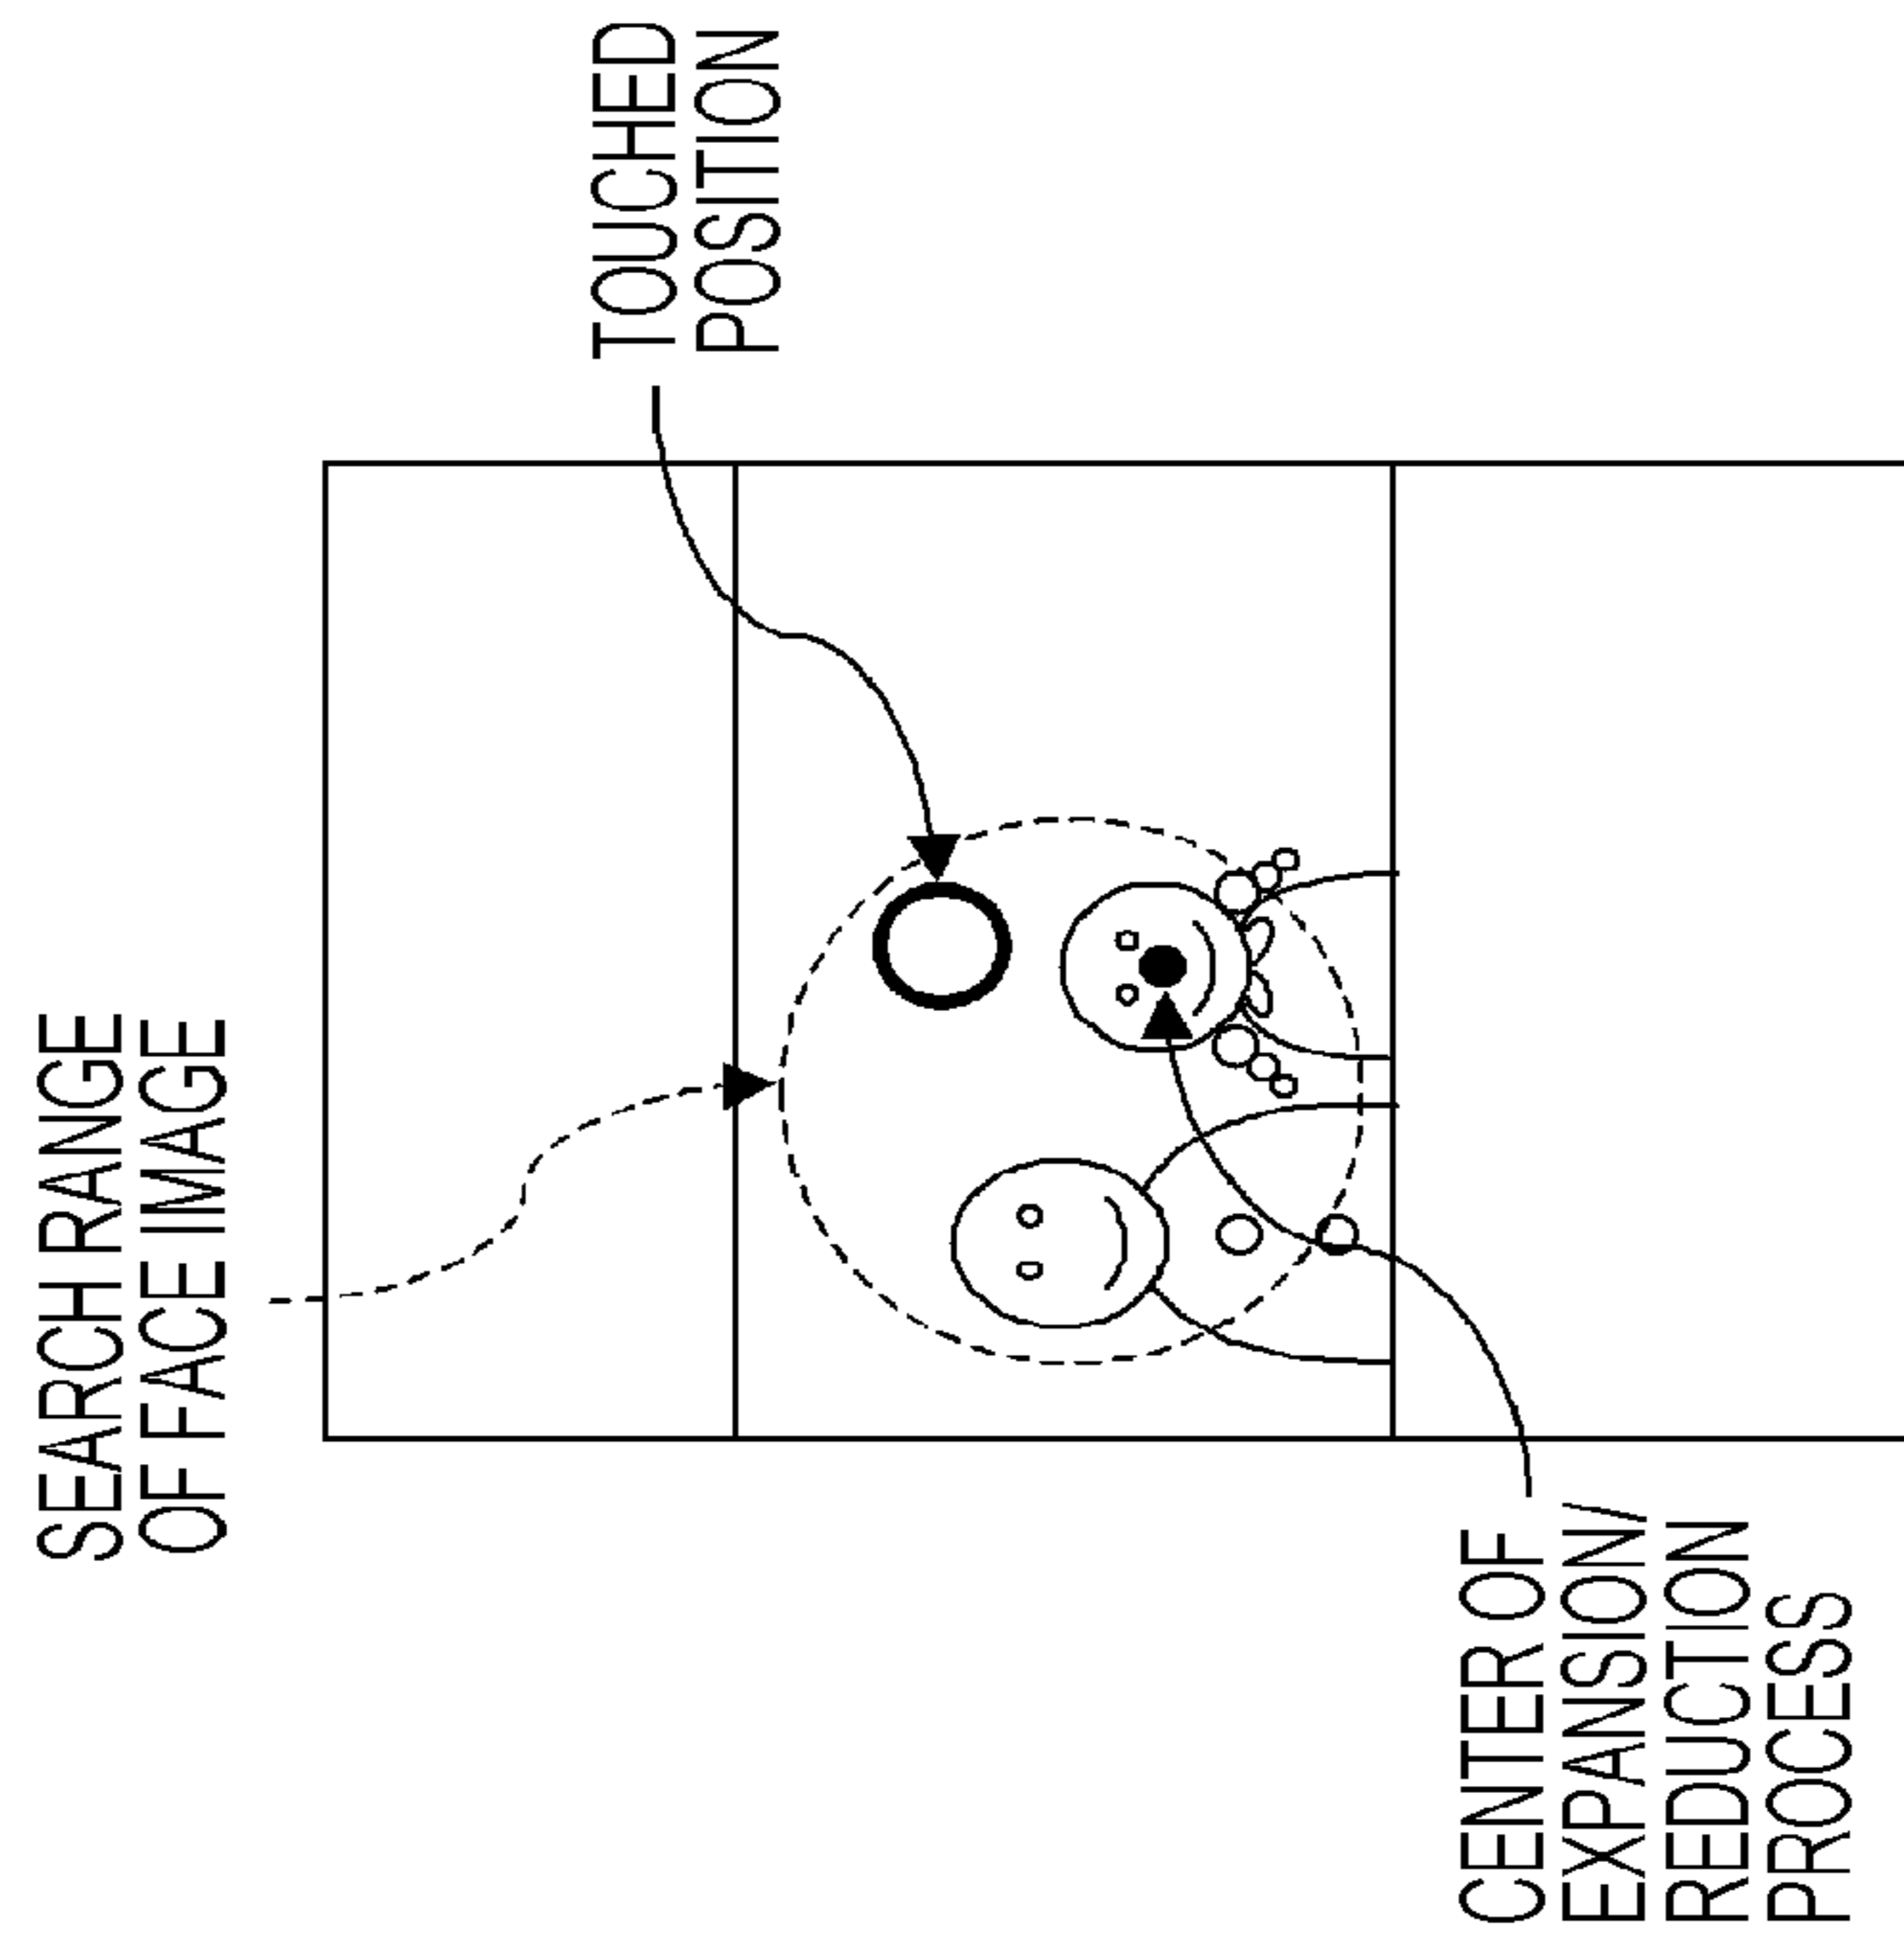 SEARCH RANGE
OF FACE IMAGE
TOUCHED
POSITION
CENTER OF
EXPANSION/
REDUCTION
PROCESS